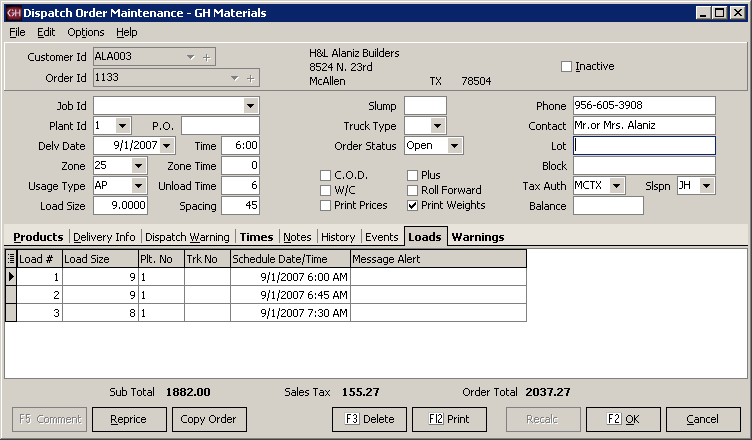 GH Dispatch Order Maintenance - GH Materials
File Edit Options Help
Customer Id ALA003
Order Id 1133
H&L Alaniz Builders
8524 N. 23rd
McAllen TX 78504
Inactive
Job Id Slump Phone 956-605-3908
Plant Id 1 P.O. Truck Type Contact Mr.or Mrs. Alaniz
Delv Date 9/1/2007 Time 6:00 Order Status Open Lot
Zone 25 Zone Time 0 C.O.D. Plus Block
Usage Type AP Unload Time 6 W/C Roll Forward Tax Auth MCTX Slspn JH
Load Size 9.0000 Spacing 45 Print Prices Print Weights Balance
Products Delivery Info Dispatch Warning Times Notes History Events Loads Warnings
Load # Load Size Plt. No Trk No Schedule Date/Time Message Alert
1 9 1 9/1/2007 6:00 AM
2 9 1 9/1/2007 6:45 AM
3 8 1 9/1/2007 7:30 AM
Sub Total 1882.00 Sales Tax 155.27 Order Total 2037.27
F5 Comment Reprice Copy Order F3 Delete F12 Print Recalc F2 OK Cancel